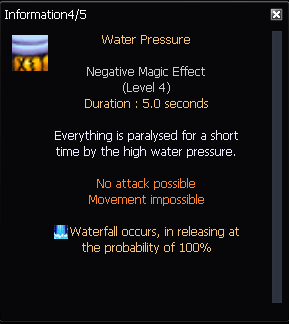 Information4/5
Water Pressure
Negative Magic Effect
(Level 4)
Duration : 5.0 seconds
Everything is paralysed for a short
time by the high water pressure.
No attack possible
Movement impossible
Waterfall occurs, in releasing at
the probability of 100%